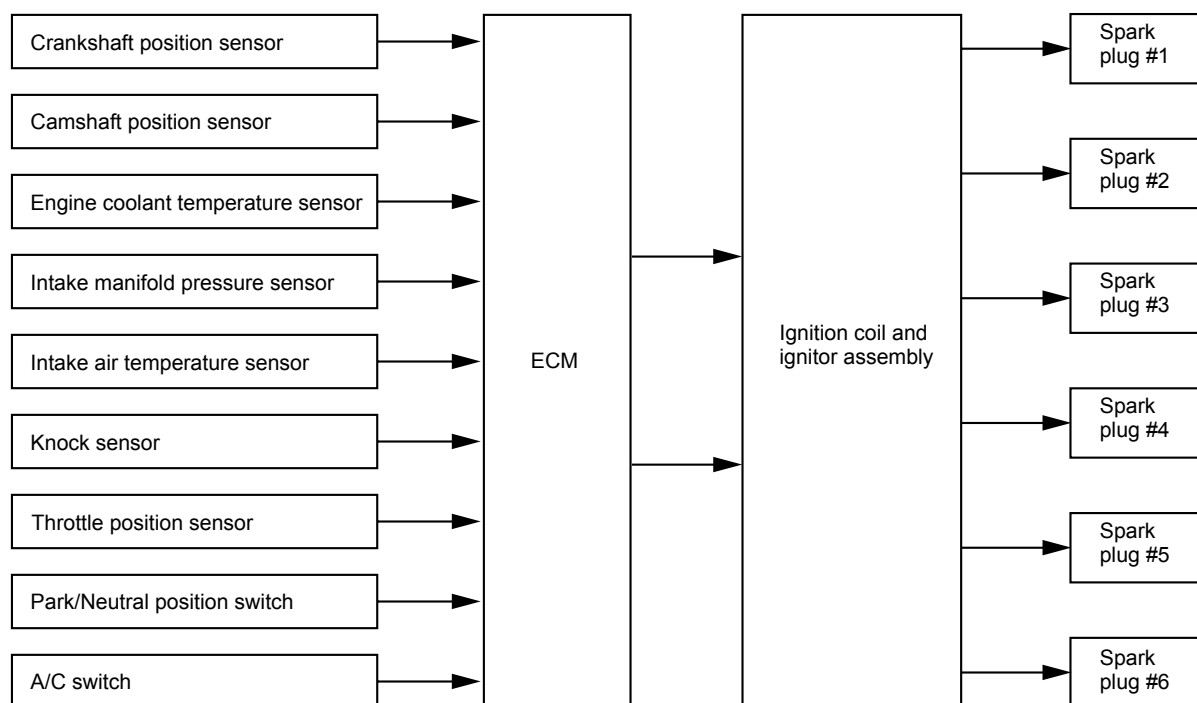 Crankshaft position sensor
Camshaft position sensor
Engine coolant temperature sensor
Intake manifold pressure sensor
Intake air temperature sensor
Knock sensor
Throttle position sensor
Park/Neutral position switch
A/C switch
ECM
Ignition coil and
ignitor assembly
Spark
plug #1
Spark
plug #2
Spark
plug #3
Spark
plug #4
Spark
plug #5
Spark
plug #6